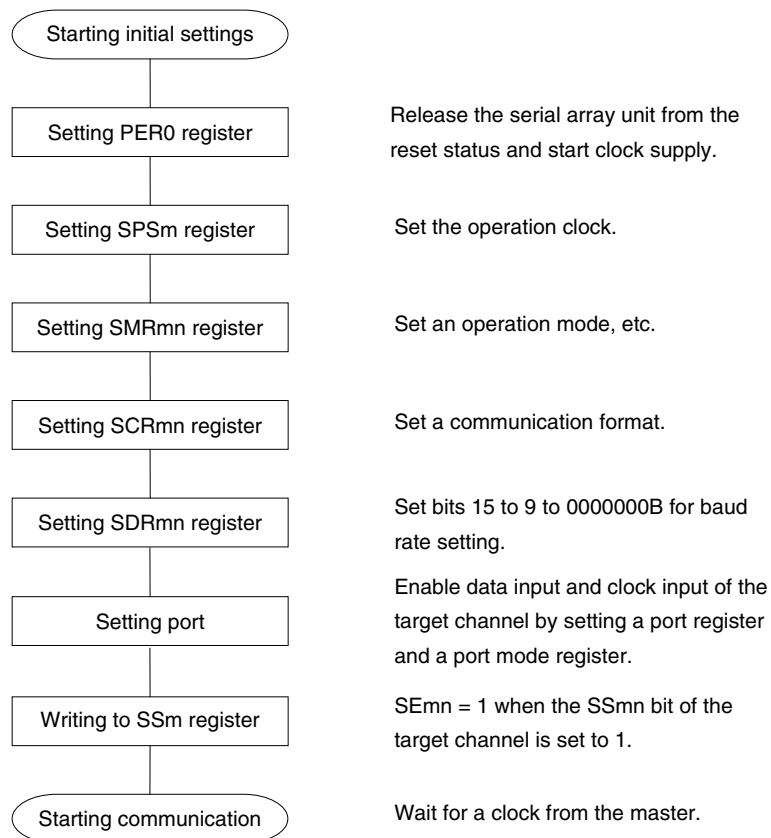 Starting initial settings
Setting PER0 register
Release the serial array unit from the
reset status and start clock supply.
Setting SPSm register
Set the operation clock.
Setting SMRmn register
Set an operation mode, etc.
Setting SCRmn register
Set a communication format.
Setting SDRmn register
Set bits 15 to 9 to 0000000B for baud
rate setting.
Setting port
Enable data input and clock input of the
target channel by setting a port register
and a port mode register.
Writing to SSm register
SEmn = 1 when the SSmn bit of the
target channel is set to 1.
Starting communication
Wait for a clock from the master.